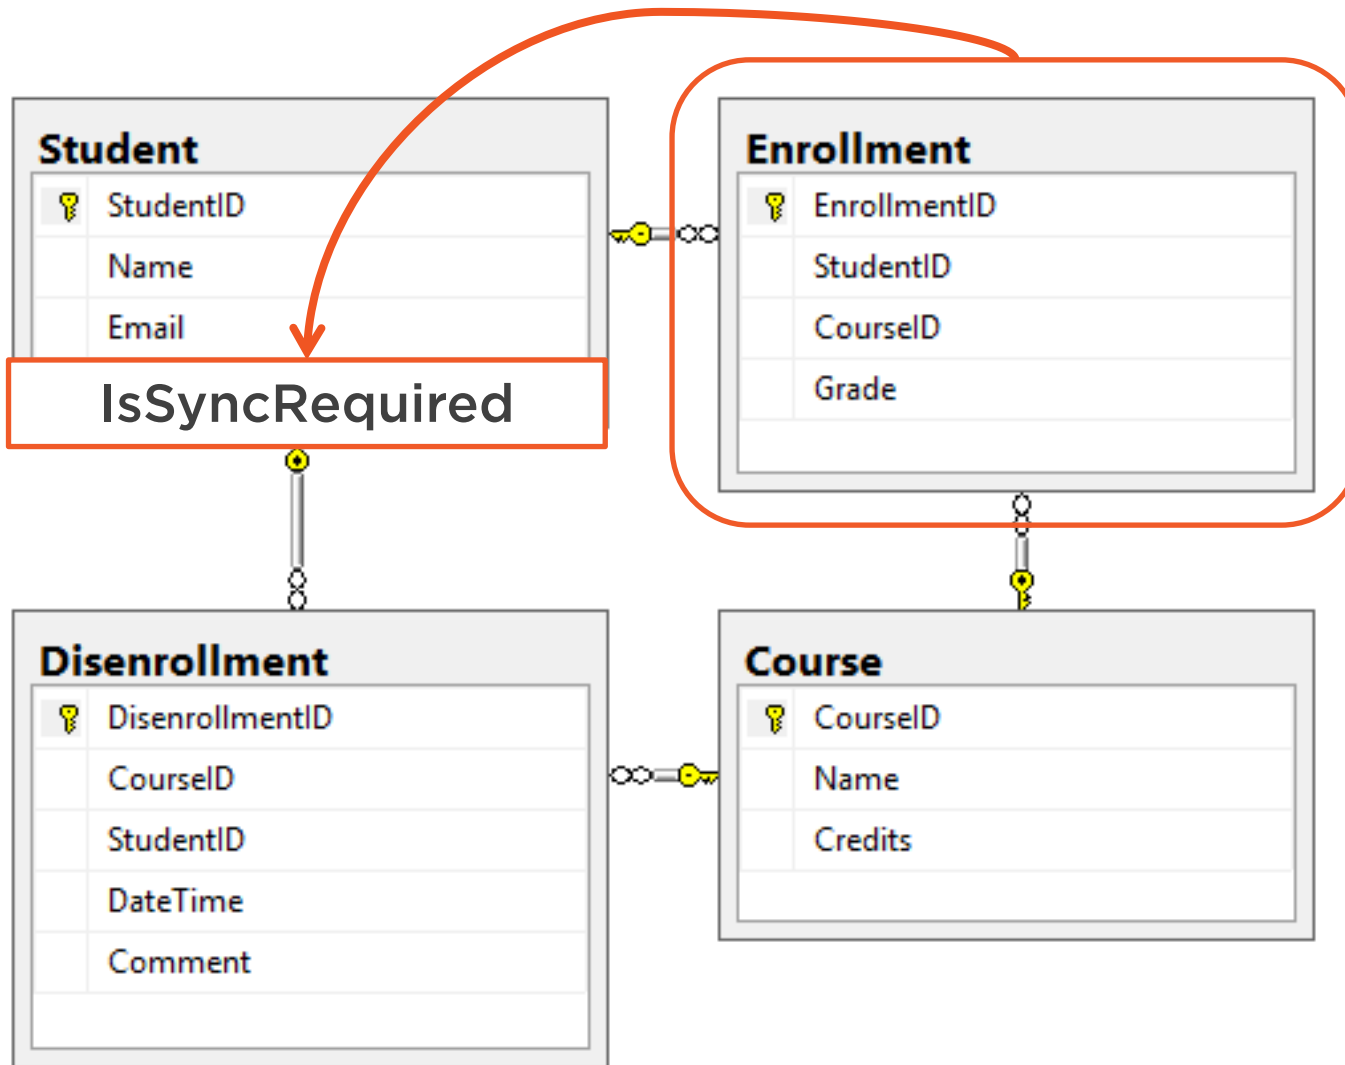 Student
StudentID
Name
Email
IsSyncRequired
Enrollment
EnrollmentID
StudentID
CourseID
Grade
Disenrollment
DisenrollmentID
CourseID
StudentID
DateTime
Comment
Course
CourseID
Name
Credits